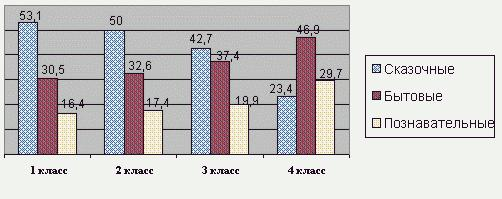 53,1
30,5
16,4
50
32,6
17,4
42,7
37,4
19,9
23,4
46,9
29,7
1 класс
2 класс
3 класс
4 класс
Сказочные
Бытовые
Познавательные